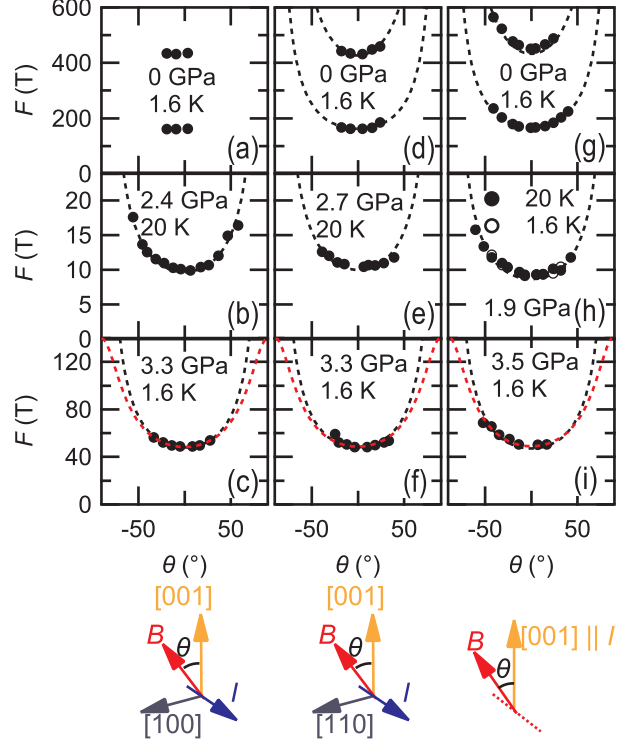 600
400
200
0
F (T)
0 GPa
1.6 K
(a)
0 GPa
1.6 K
(d)
0 GPa
1.6 K
(g)
20
15
10
5
0
F (T)
2.4 GPa
20 K
(b)
2.7 GPa
20 K
(e)
20 K
1.6 K
1.9 GPa
(h)
120
80
40
0
F (T)
3.3 GPa
1.6 K
(c)
3.3 GPa
1.6 K
(f)
3.5 GPa
1.6 K
(i)
-50 50 -50 50 -50 50
θ (°) θ (°) θ (°)
[001]
B
θ
I
[100]
[001]
B
θ
I
[110]
[001] || I
B
θ